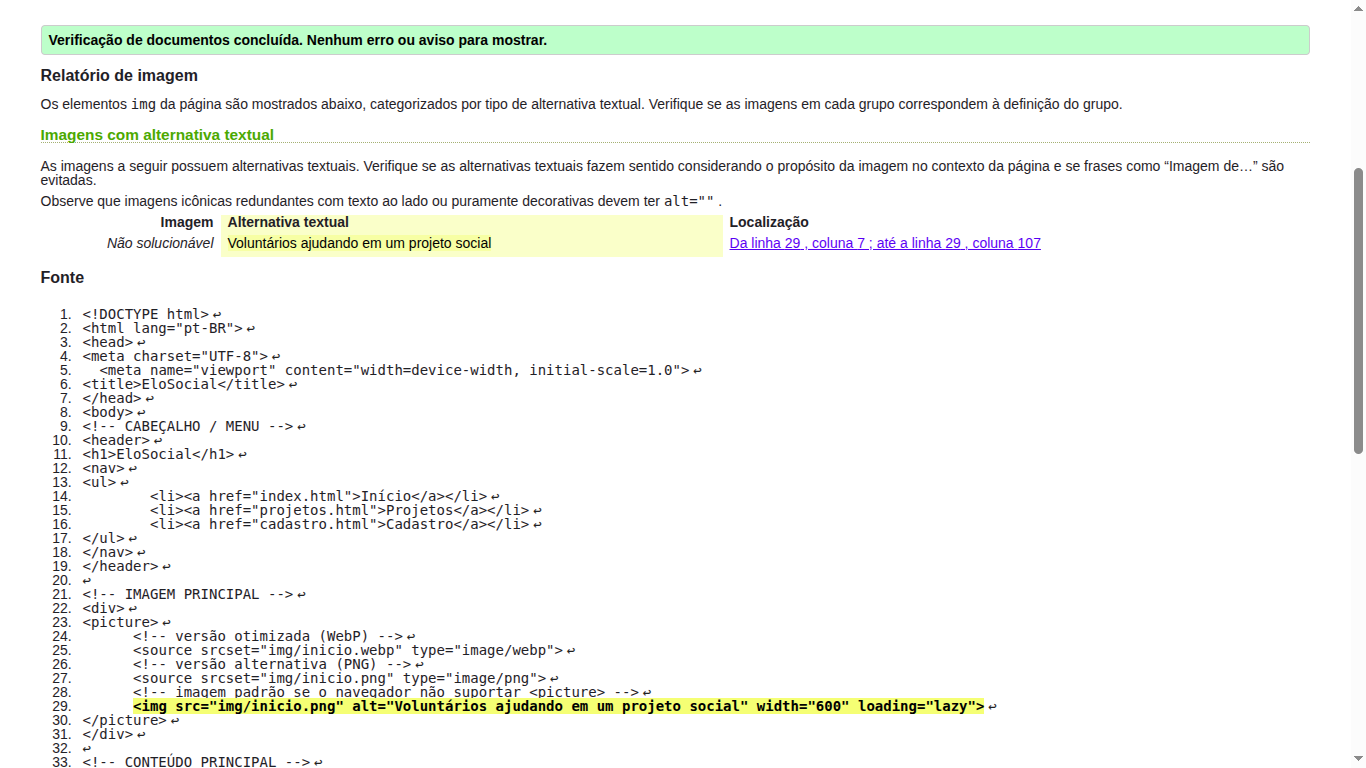 Verificação de documentos concluída. Nenhum erro ou aviso para mostrar.
Relatório de imagem
Os elementos img da página são mostrados abaixo, categorizados por tipo de alternativa textual. Verifique se as imagens em cada grupo correspondem à definição do grupo.
Imagens com alternativa textual
As imagens a seguir possuem alternativas textuais. Verifique se as alternativas textuais fazem sentido considerando o propósito da imagem no contexto da página e se frases como “Imagem de…” são
evitadas.
Observe que imagens icônicas redundantes com texto ao lado ou puramente decorativas devem ter alt="" .
Imagem Alternativa textual Localização
Não solucionável Voluntários ajudando em um projeto social Da linha 29 , coluna 7 ; até a linha 29 , coluna 107
Fonte
1. <!DOCTYPE html>↩
2. <html lang="pt-BR">↩
3. <head>↩
4. <meta charset="UTF-8">↩
5. <meta name="viewport" content="width=device-width, initial-scale=1.0">↩
6. <title>EloSocial</title>↩
7. </head>↩
8. <body>↩
9. <!-- CABEÇALHO / MENU -->↩
10. <header>↩
11. <h1>EloSocial</h1>↩
12. <nav>↩
13. <ul>↩
14. <li><a href="index.html">Início</a></li>↩
15. <li><a href="projetos.html">Projetos</a></li>↩
16. <li><a href="cadastro.html">Cadastro</a></li>↩
17. </ul>↩
18. </nav>↩
19. </header>↩
20. ↩
21. <!-- IMAGEM PRINCIPAL -->↩
22. <div>↩
23. <picture>↩
24. <!-- versão otimizada (WebP) -->↩
25. <source srcset="img/inicio.webp" type="image/webp">↩
26. <!-- versão alternativa (PNG) -->↩
27. <source srcset="img/inicio.png" type="image/png">↩
28. <!-- imagem padrão se o navegador não suportar <picture> -->↩
29. <img src="img/inicio.png" alt="Voluntários ajudando em um projeto social" width="600" loading="lazy">↩
30. </picture>↩
31. </div>↩
32. ↩
33. <!-- CONTEÚDO PRINCIPAL -->↩